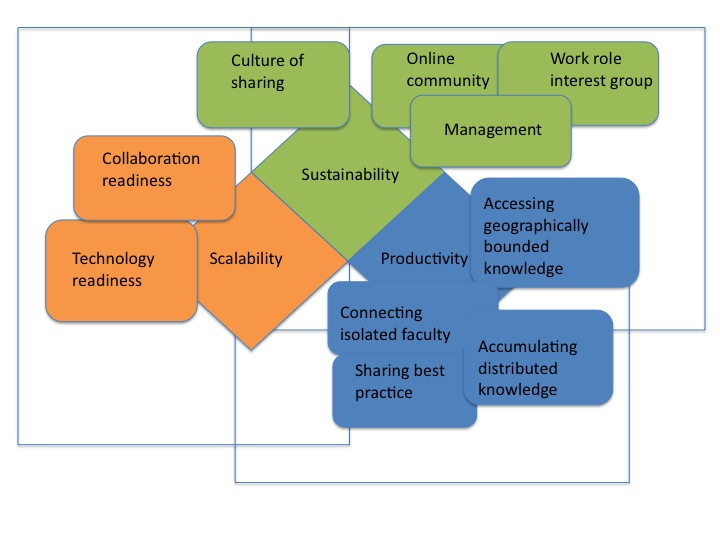 Culture of
sharing
Online
community
Work role
interest group
Management
Collaboration
readiness
Sustainability
Accessing
geographically
bounded
knowledge
Technology
readiness
Scalability
Productivity
Connecting
isolated faculty
Accumulating
distributed
knowledge
Sharing best
practice